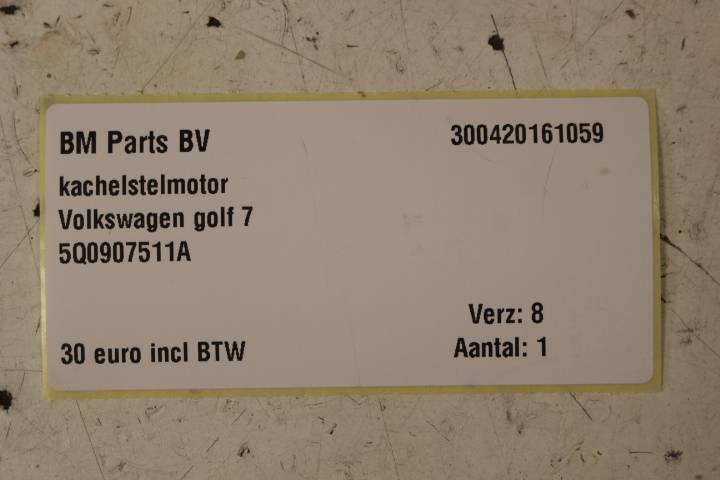 BM Parts BV 300420161059
kachelstelmotor
Volkswagen golf 7
5Q0907511A
Verz: 8
30 euro incl BTW Aantal: 1